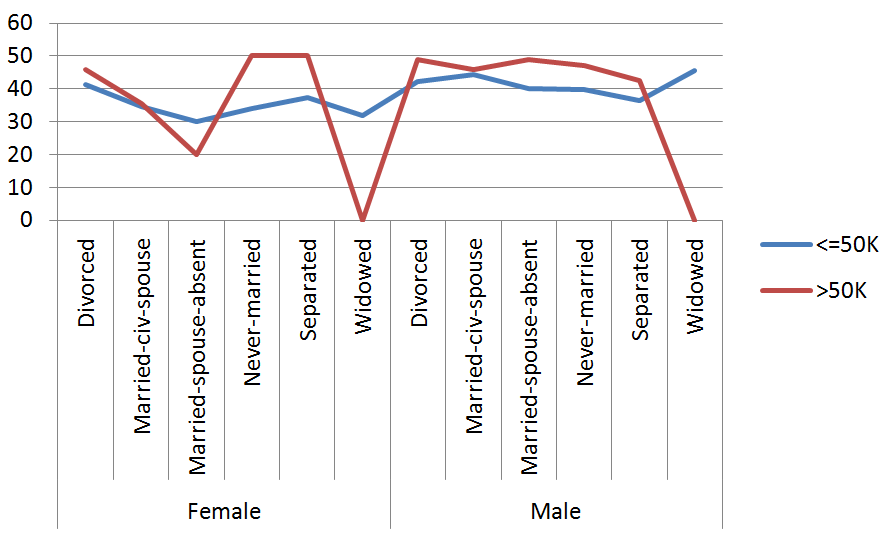 60
50
40
30
20
10
0
Divorced
Married-civ-spouse
Married-spouse-absent
Never-married
Separated
Widowed
Divorced
Married-civ-spouse
Married-spouse-absent
Never-married
Separated
Widowed
Female
Male
<=50K
>50K